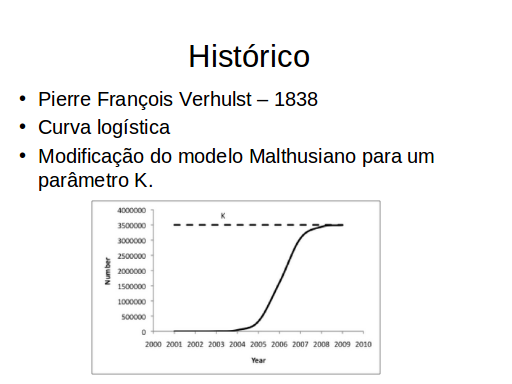 Histórico
• Pierre François Verhulst – 1838
• Curva logística
• Modificação do modelo Malthusiano para um
parâmetro K.
4000000
K
3500000
3000000
2500000
2000000
1500000
1000000
500000
0
Number
2000 2001 2002 2003 2004 2005 2006 2007 2008 2009 2010
Year